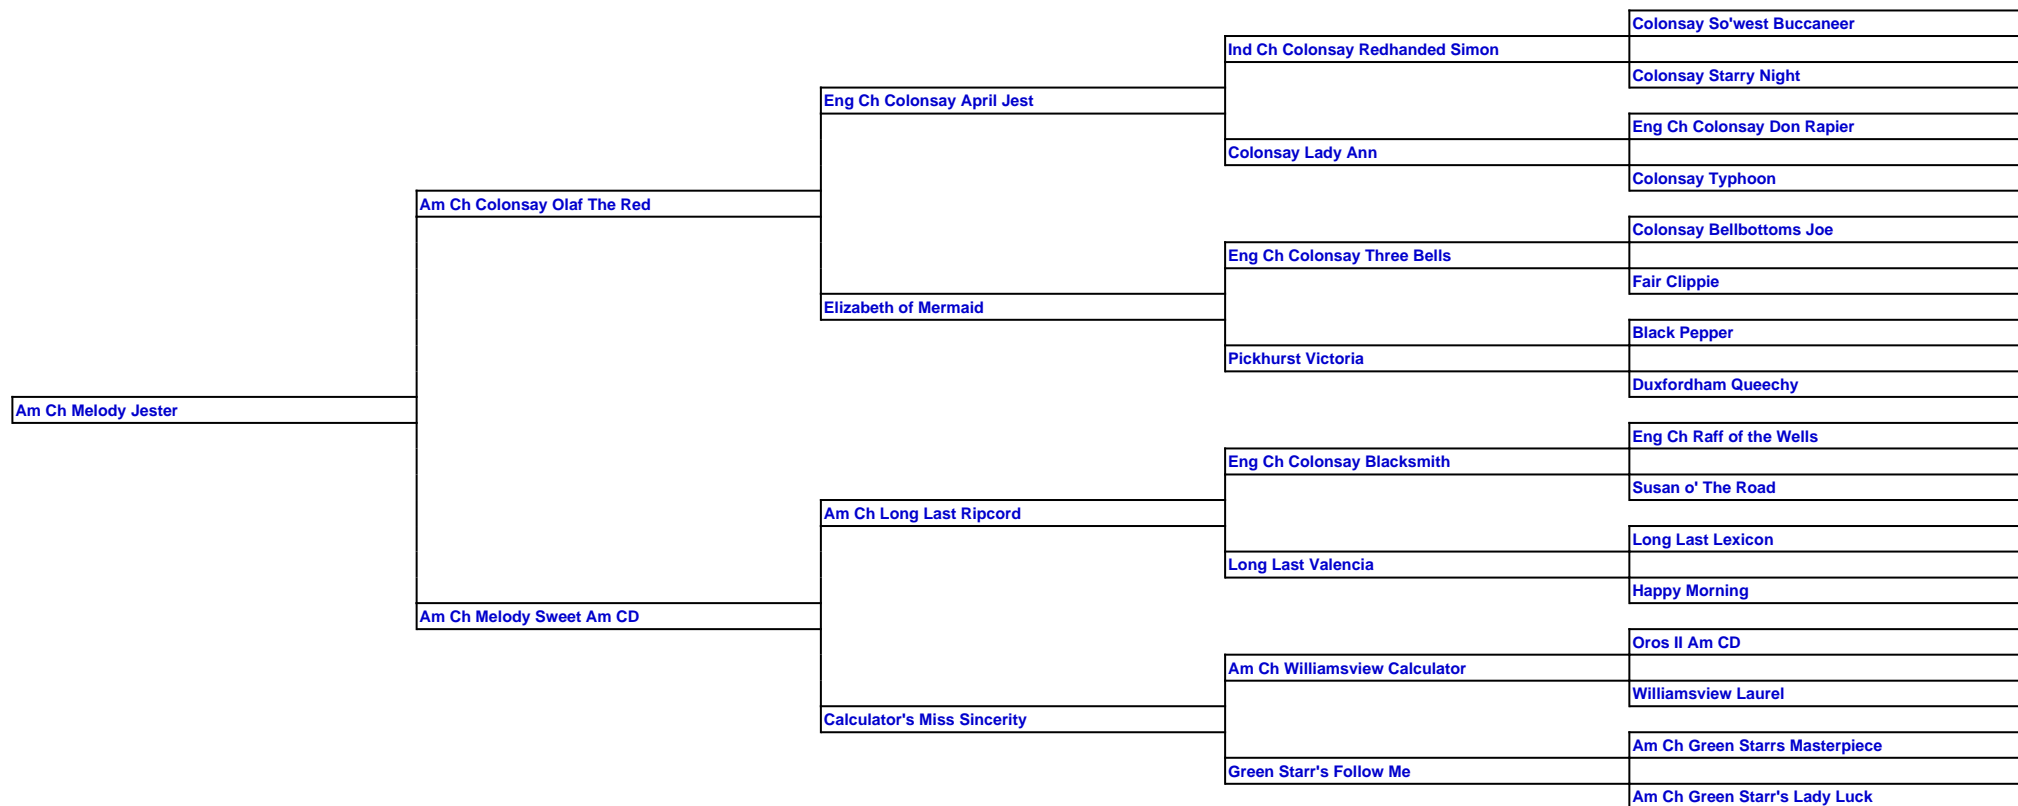 Colonsay So'west Buccaneer
Ind Ch Colonsay Redhanded Simon
Colonsay Starry Night
Eng Ch Colonsay April Jest
Eng Ch Colonsay Don Rapier
Colonsay Lady Ann
Colonsay Typhoon
Am Ch Colonsay Olaf The Red
Colonsay Bellbottoms Joe
Eng Ch Colonsay Three Bells
Fair Clippie
Elizabeth of Mermaid
Black Pepper
Pickhurst Victoria
Duxfordham Queechy
Am Ch Melody Jester
Eng Ch Raff of the Wells
Eng Ch Colonsay Blacksmith
Susan o' The Road
Am Ch Long Last Ripcord
Long Last Lexicon
Long Last Valencia
Happy Morning
Am Ch Melody Sweet Am CD
Oros II Am CD
Am Ch Williamsview Calculator
Williamsview Laurel
Calculator's Miss Sincerity
Am Ch Green Starrs Masterpiece
Green Starr's Follow Me
Am Ch Green Starr's Lady Luck